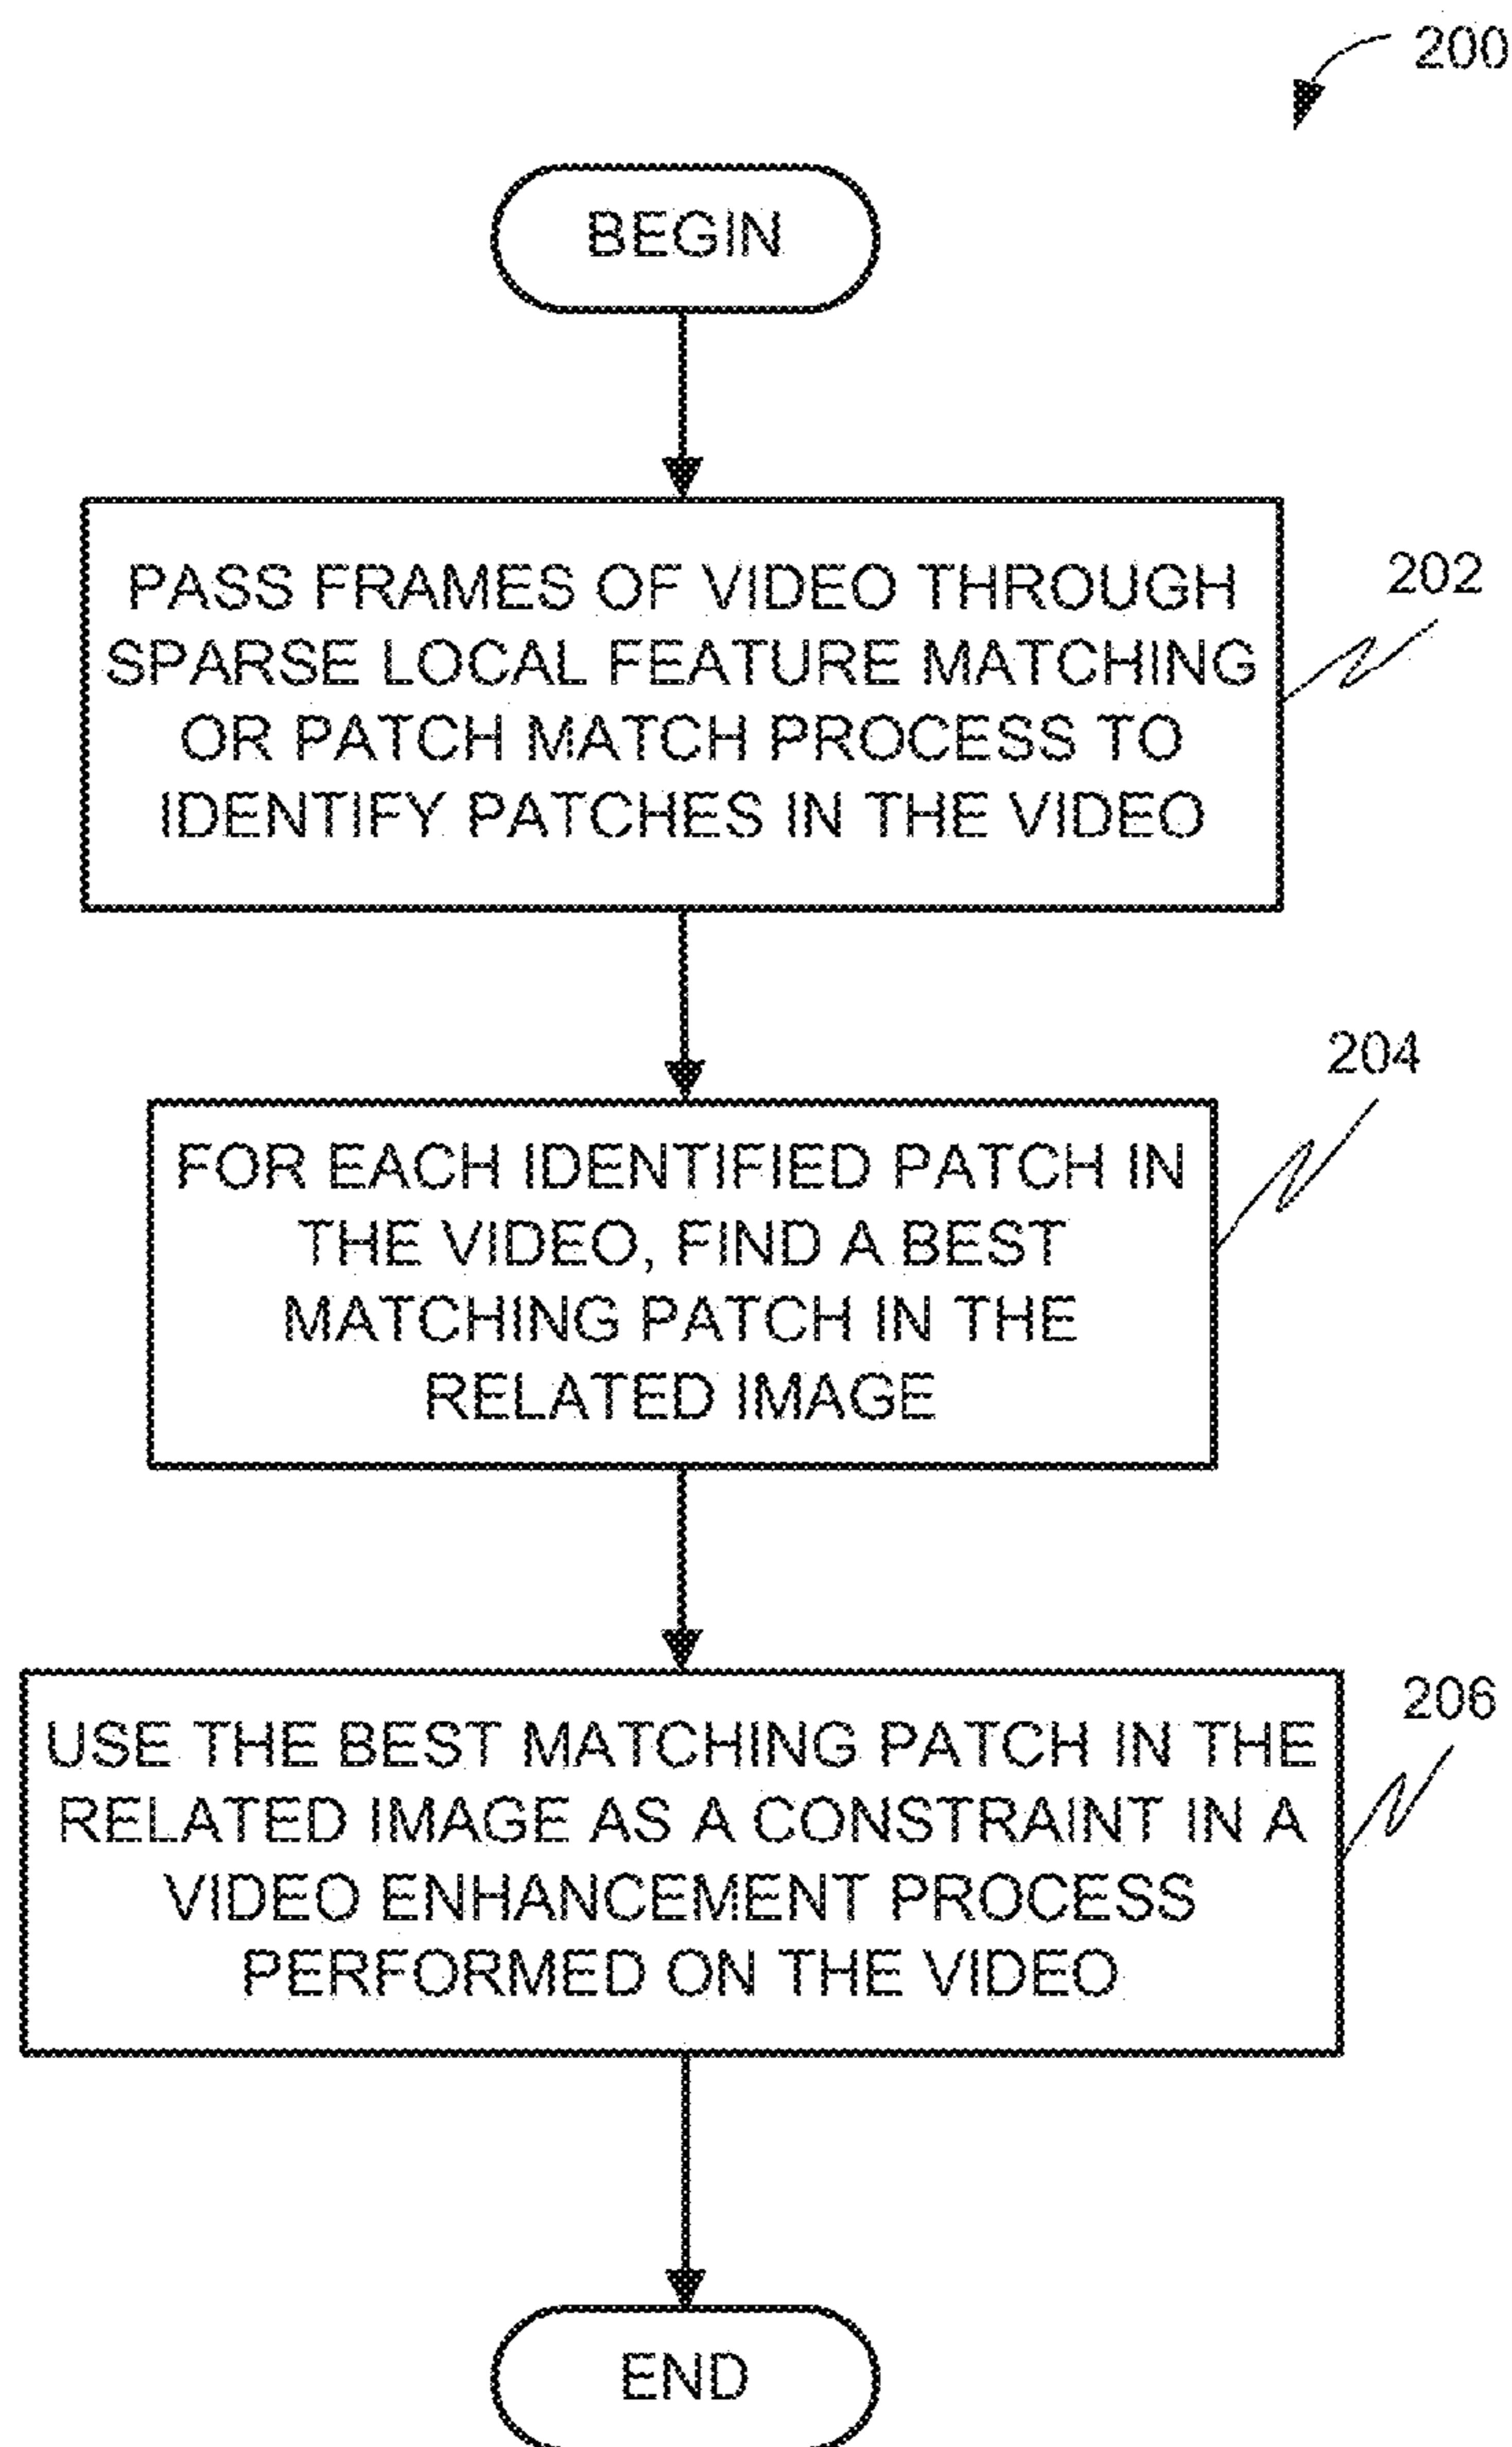 200
BEGIN
PASS FRAMES OF VIDEO THROUGH
SPARSE LOCAL FEATURE MATCHING
OR PATCH MATCH PROCESS TO
IDENTIFY PATCHES IN THE VIDEO
202
204
FOR EACH IDENTIFIED PATCH IN
THE VIDEO, FIND A BEST
MATCHING PATCH IN THE
RELATED IMAGE
206
USE THE BEST MATCHING PATCH IN THE
RELATED IMAGE AS A CONSTRAINT IN A
VIDEO ENHANCEMENT PROCESS
PERFORMED ON THE VIDEO
END